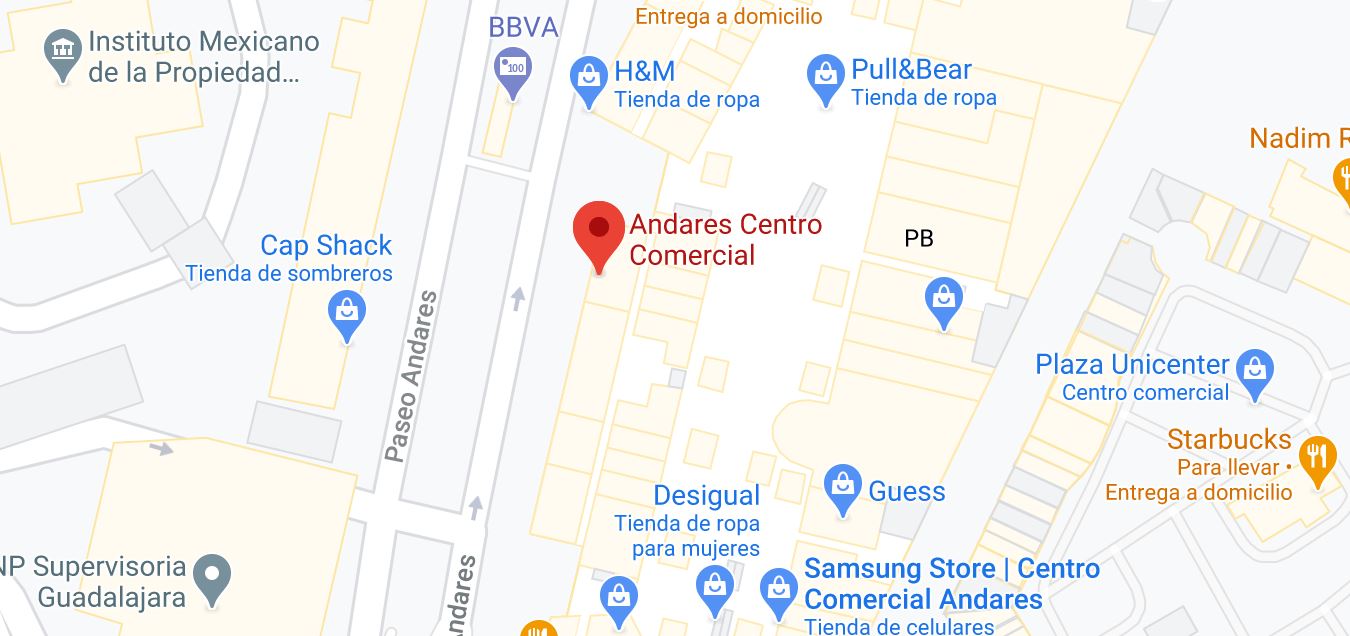 Entrega a domicilio
BBVA
Instituto Mexicano
de la Propiedad...
100
H&M
Tienda de ropa
Pull&Bear
Tienda de ropa
Nadim R
Andares Centro
Comercial
PB
Cap Shack
Tienda de sombreros
Paseo Andares
Plaza Unicenter
Centro comercial
Starbucks
Para llevar •
Entrega a domicilio
Guess
Desigual
Tienda de ropa
para mujeres
NP Supervisoria
Guadalajara
Andares
Samsung Store | Centro
Comercial Andares
Tienda de celulares